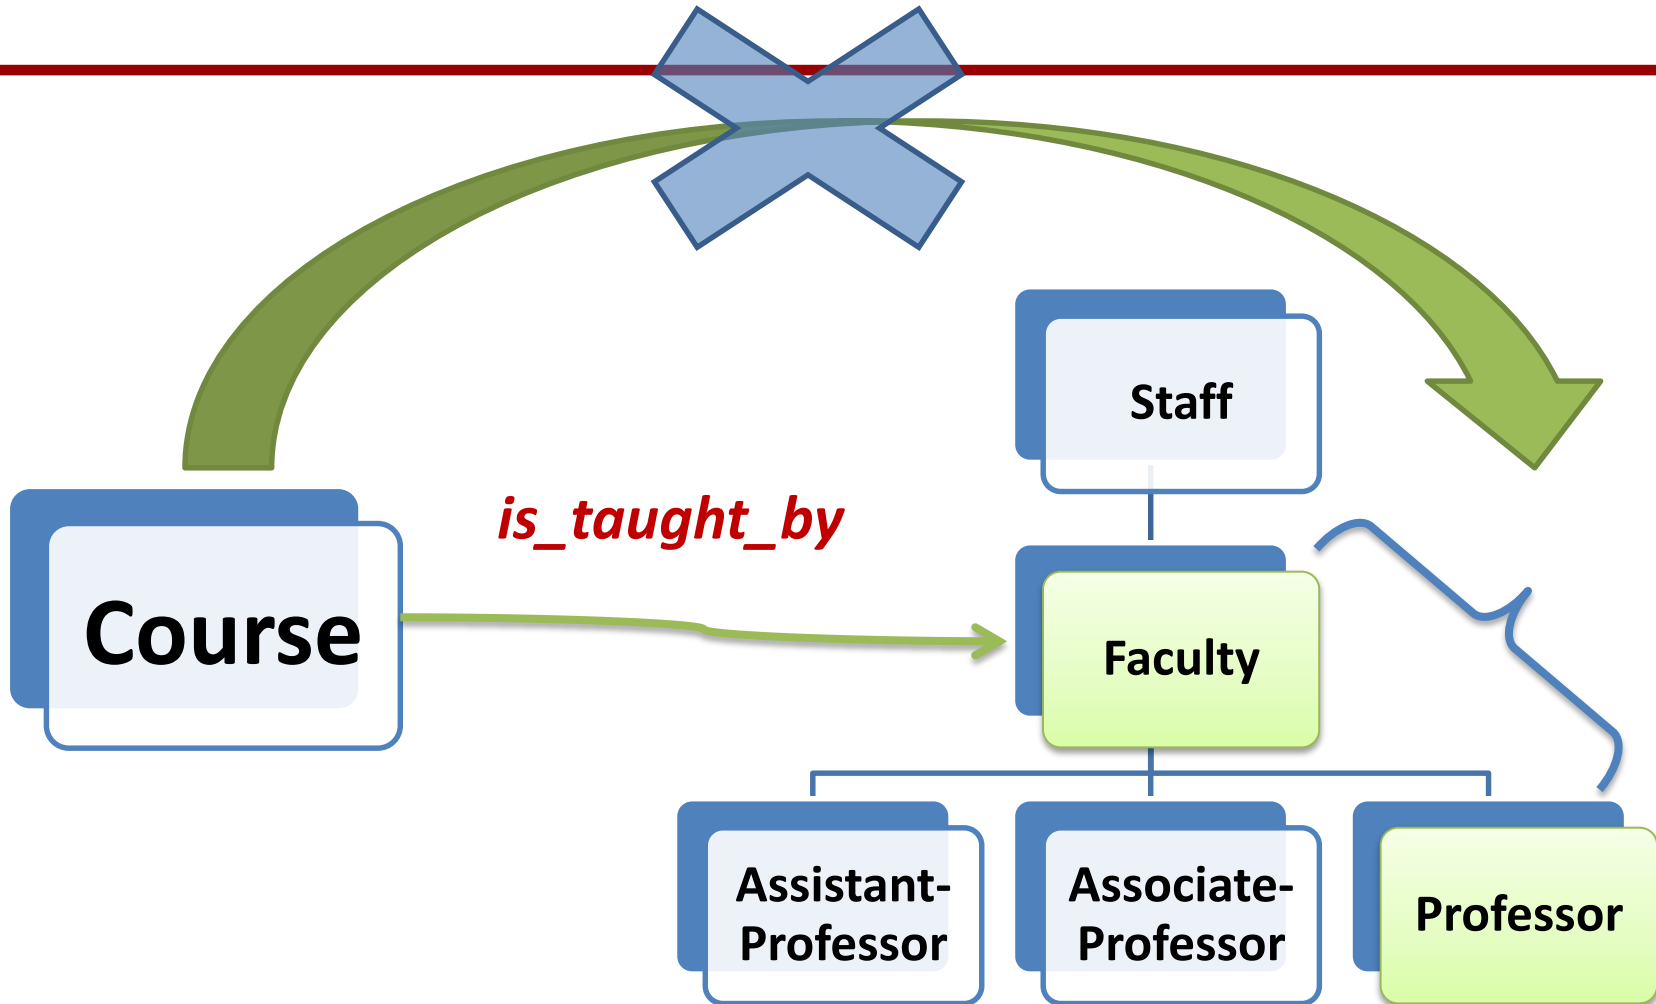 Staff
is_taught_by
Course
Faculty
Assistant-
Professor
Associate-
Professor
Professor